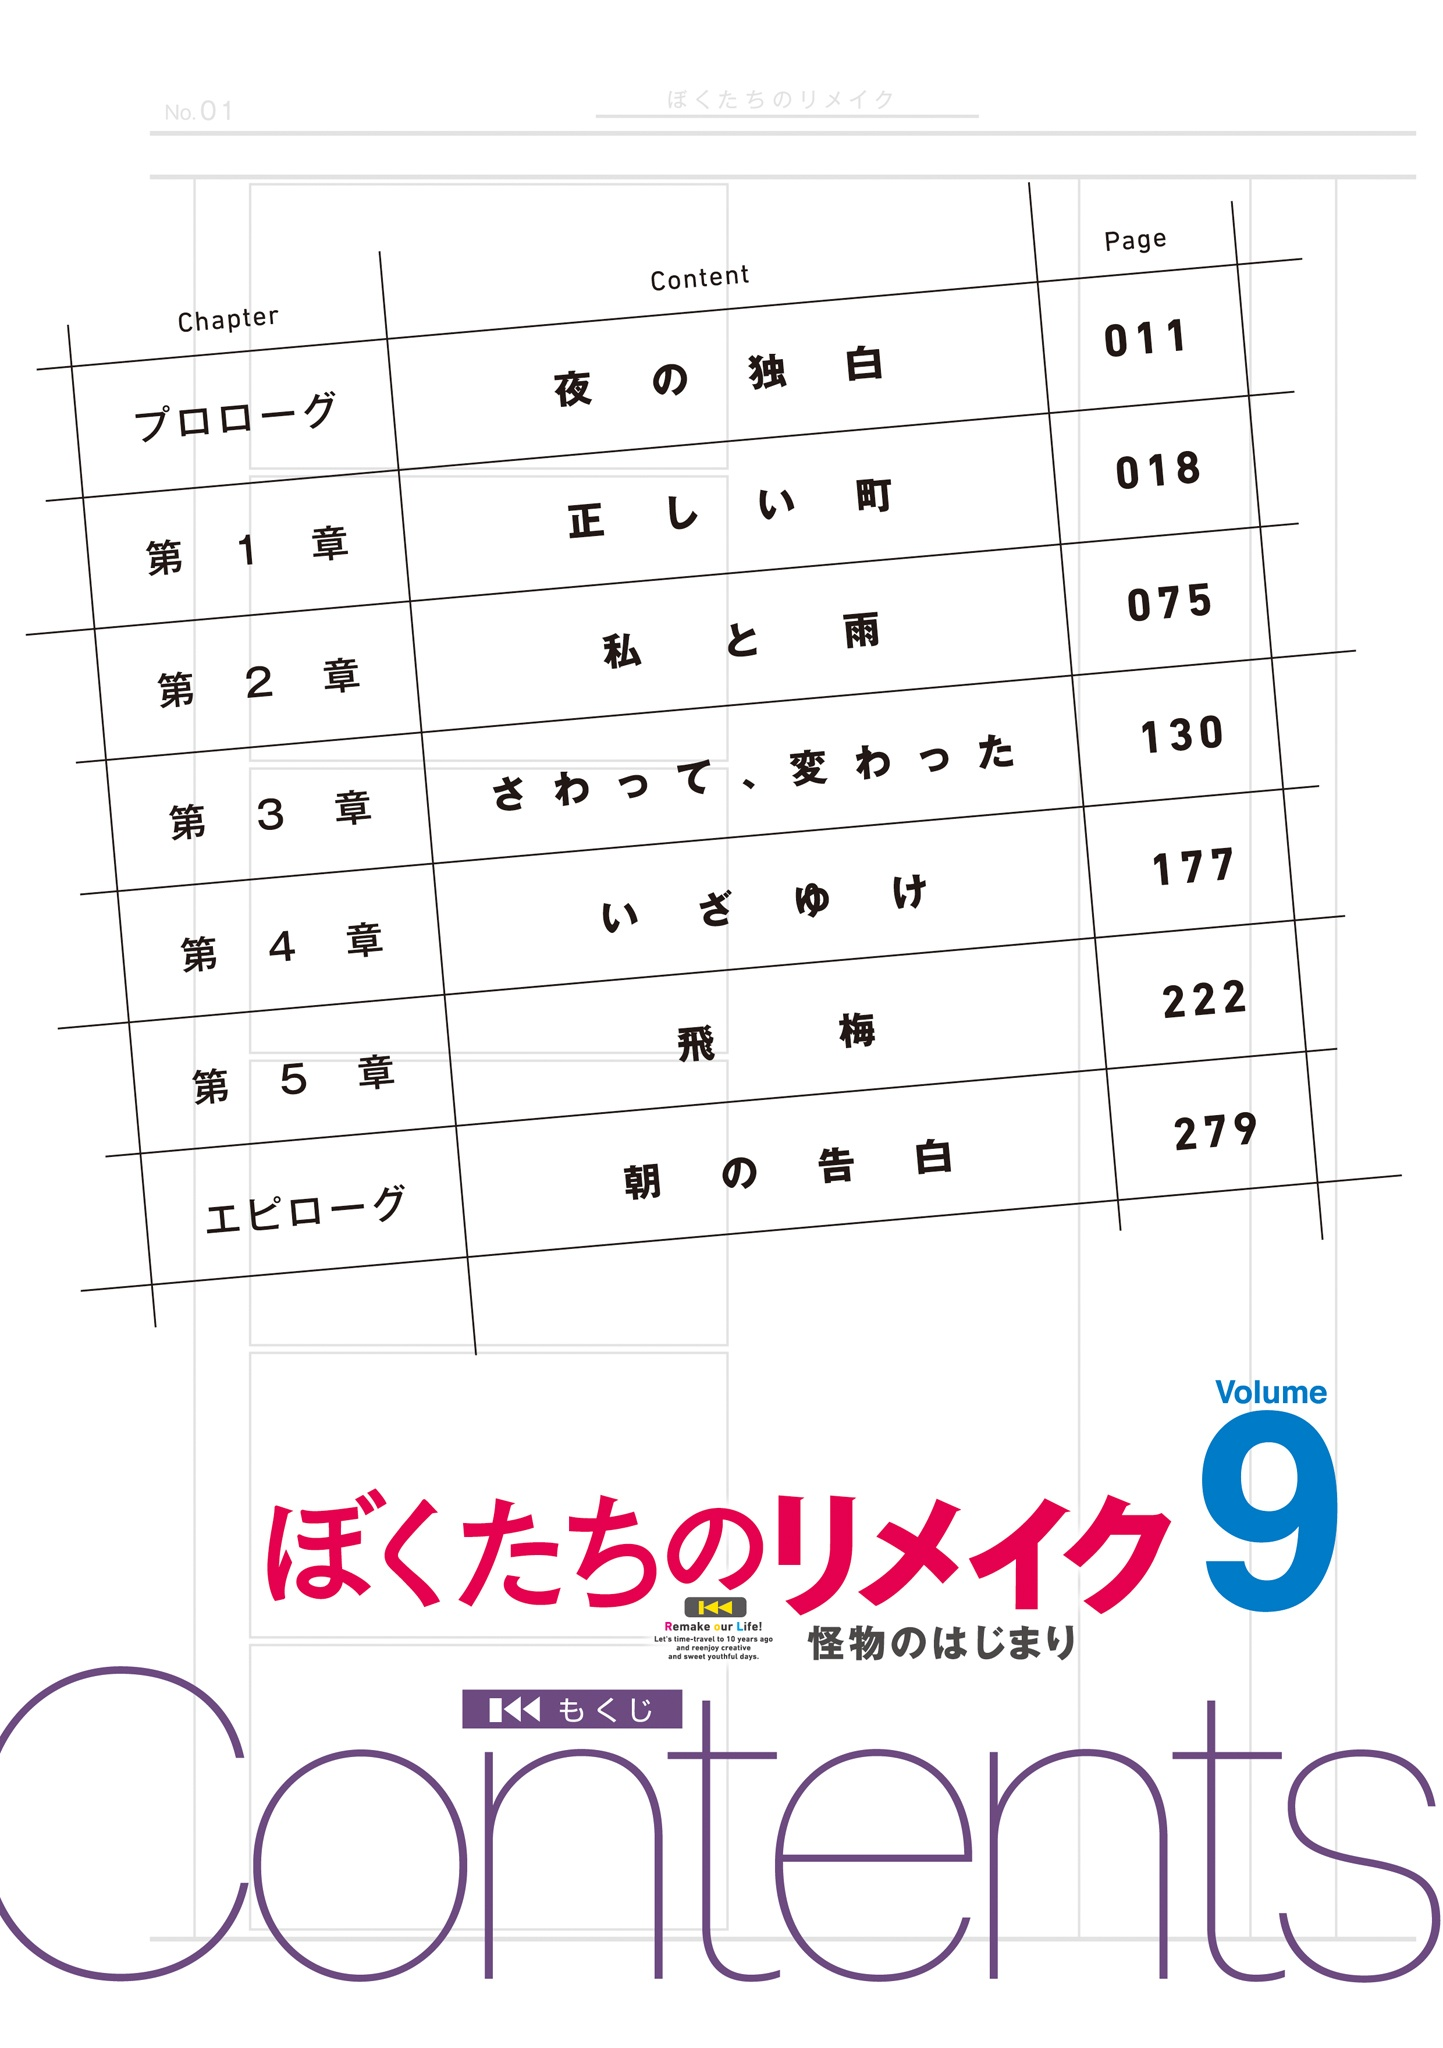 No.01
ぼくたちのリメイク
Chapter Content Page
プロローグ 夜の独白 011
第1章 正しい町 018
第2章 私と雨 075
第3章 さわって、変わった 130
第4章 いざゆけ 177
第5章 飛梅 222
エピローグ 朝の告白 279
Volume
9
ぼくたちのリメイク
Remake our Life!
Let's time-travel to 10 years ago
and reenjoy creative
and sweet youthful days.
怪物のはじまり
もくじ
Contents